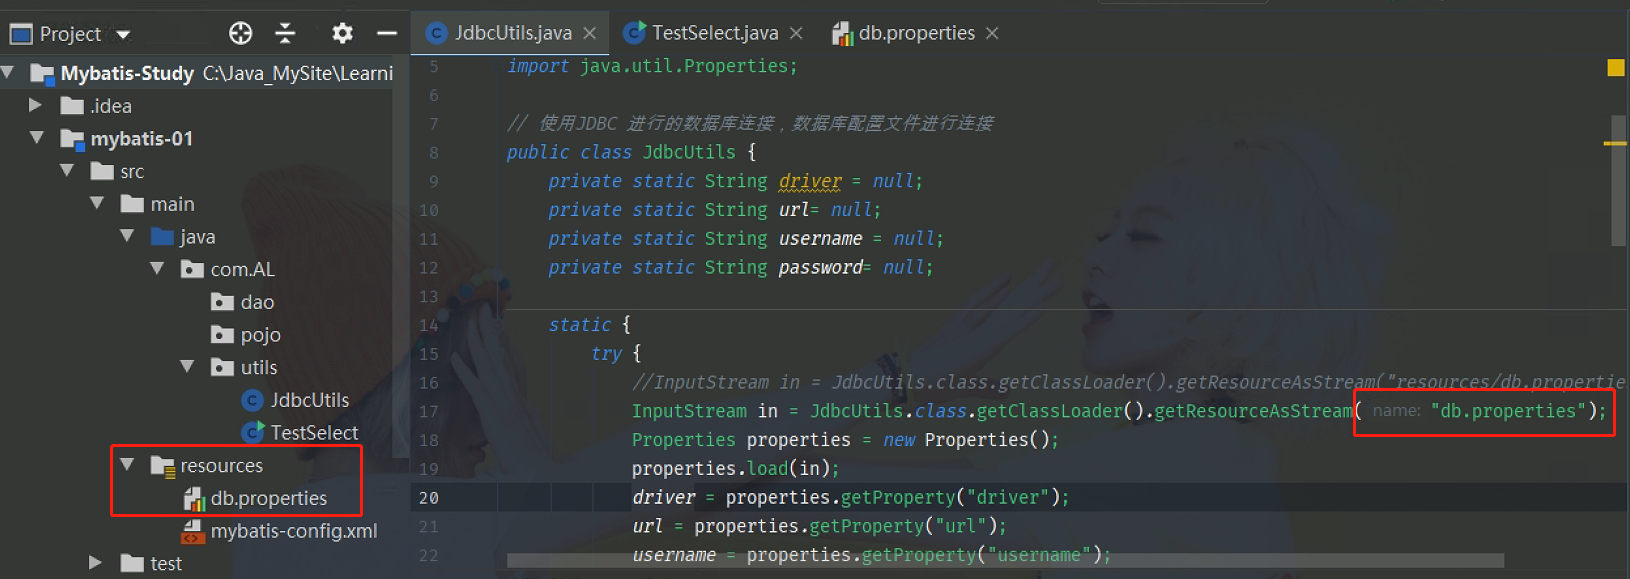 Project
JdbcUtils.java
TestSelect.java
db.properties
Mybatis-Study C:\Java_MySite\Learni
.idea
mybatis-01
src
main
java
com.AL
dao
pojo
utils
JdbcUtils
TestSelect
resources
db.properties
mybatis-config.xml
test
5 import java.util.Properties;
6
7 // 使用JDBC 进行的数据库连接，数据库配置文件进行连接
8 public class JdbcUtils {
9 private static String driver = null;
10 private static String url= null;
11 private static String username = null;
12 private static String password= null;
13
14 static {
15 try {
16 //InputStream in = JdbcUtils.class.getClassLoader().getResourceAsStream("resources/db.propertie
17 InputStream in = JdbcUtils.class.getClassLoader().getResourceAsStream( name: "db.properties");
18 Properties properties = new Properties();
19 properties.load(in);
20 driver = properties.getProperty("driver");
21 url = properties.getProperty("url");
22 username = properties.getProperty("username");